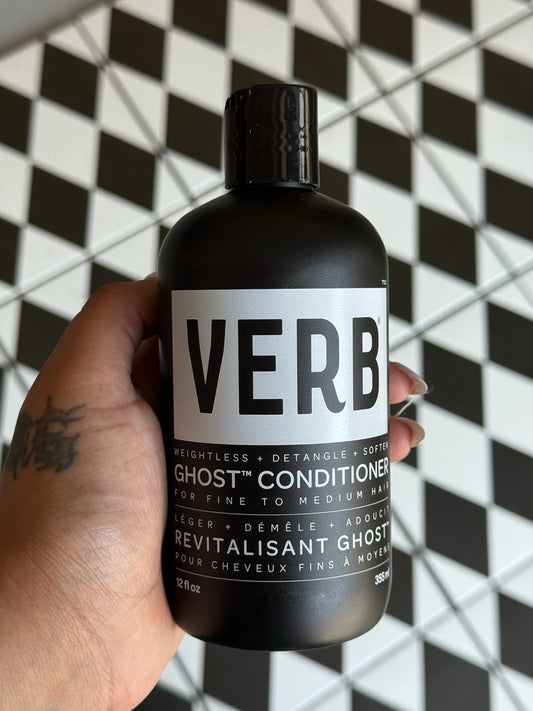 VERB®
WEIGHTLESS + DETANGLE + SOFTEN
GHOST™ CONDITIONER
FOR FINE TO MEDIUM HAIR
LÉGER + DÉMÊLE + ADOUCIT
REVITALISANT GHOST™
POUR CHEVEUX FINS À MOYENS
12 fl oz 355 ml